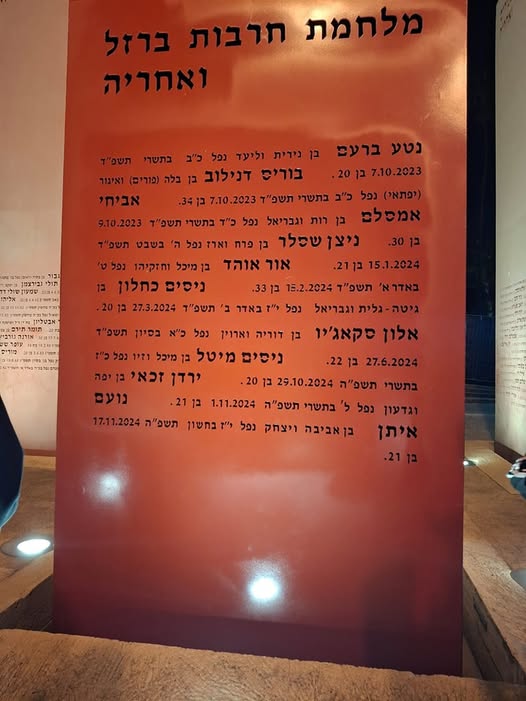 מלחמת חרבות ברזל
ואחריה
נטע ברעם בן נירית וליעד נפל כ"ב בתשרי תשפ"ד
7.10.2023 בן 20. בוריס דנילוב בן בלה (פורים) ואיגור
(יפתאי) נפל כ"ב בתשרי תשפ"ד 7.10.2023 בן 34. אביחי
אמסלם בן רות וגבריאל נפל כ"ד בתשרי תשפ"ד 9.10.2023
בן 30. ניצן שסלר בן פרח וארז נפל ה' בשבט תשפ"ד
15.1.2024 בן 21. אור אוהד בן מיכל וחזקיהו נפל ט'
באדר א' תשפ"ד 18.2.2024 בן 33. ניסים כחלון בן
גיטה-גלית וגבריאל נפל י"ז באדר ב' תשפ"ד 27.3.2024 בן 20.
אלון סקאג'יו בן דוריה וארוין נפל כ"א בסיון תשפ"ד
27.6.2024 בן 22. ניסים מיטל בן מיכל וזיו נפל כ"ז
בתשרי תשפ"ה 29.10.2024 בן 20. ירדן זכאי בן יפה
וגדעון נפל ל' בתשרי תשפ"ה 1.11.2024 בן 21. נועם
איתן בן אביבה ויצחק נפל י"ז בחשון תשפ"ה 17.11.2024
בן 21.